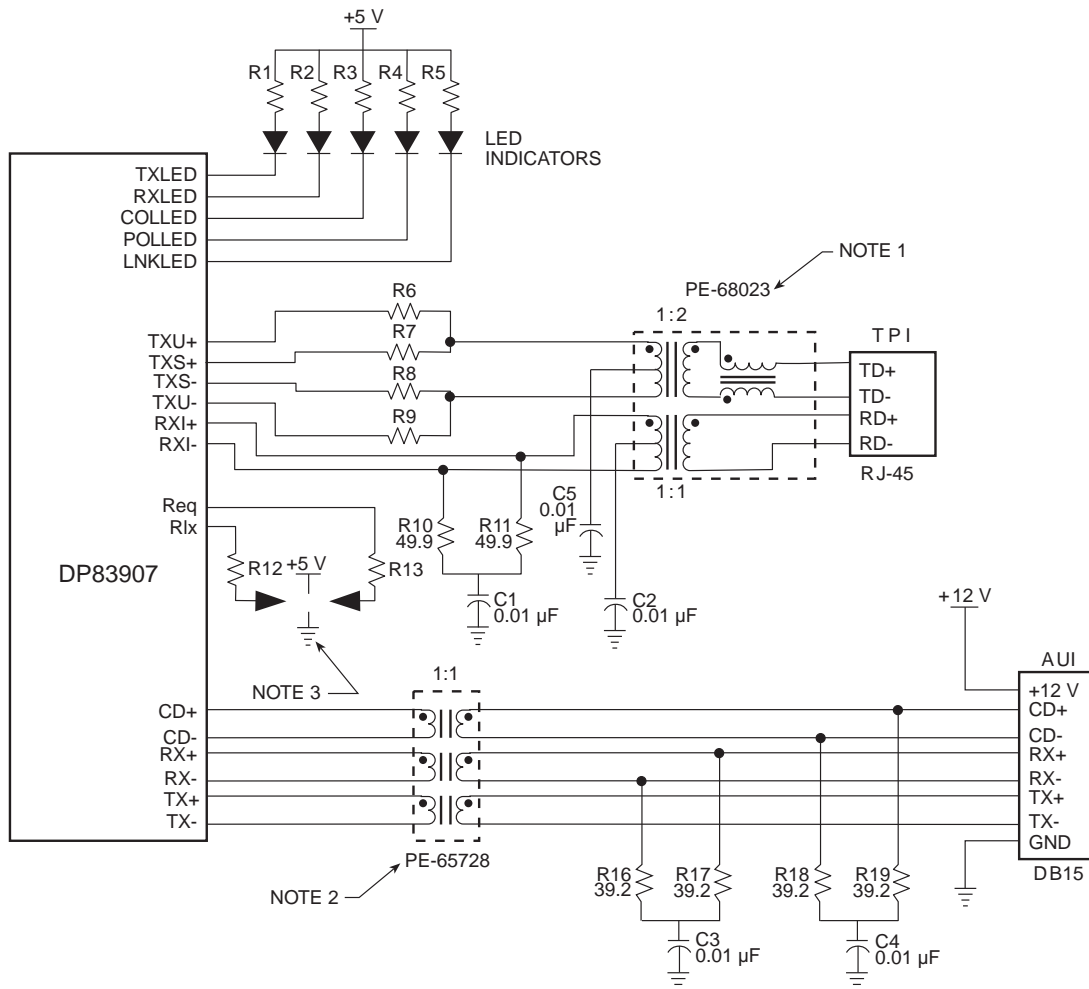 +5 V
R1 R2 R3 R4 R5
LED
INDICATORS
TXLED
RXLED
COLLED
POLLED
LNKLED
NOTE 1
PE-68023
1:2
TPI
R6
TXU+
R7
TXS+
TXS-
R8
TXU-
R9
RXI+
RXI-
TD+
TD-
RD+
RD-
RJ-45
1:1
C5
0.01
µF
Req
RIx
R10
49.9
R11
49.9
R12
+5 V
R13
DP83907
C1
0.01 µF
C2
0.01 µF
+12 V
NOTE 3
1:1
AUI
+12 V
CD+
CD-
RX+
RX-
TX+
TX-
CD+
CD-
RX+
RX-
TX+
TX-
GND
DB15
PE-65728
NOTE 2
R16
39.2
R17
39.2
R18
39.2
R19
39.2
C3
0.01 µF
C4
0.01 µF